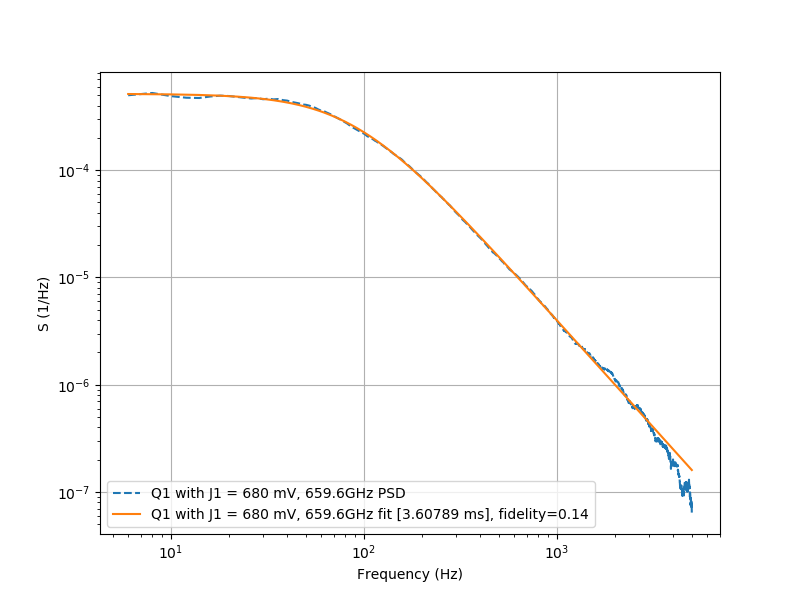 10⁻⁴
10⁻⁵
10⁻⁶
10⁻⁷
S (1/Hz)
Q1 with J1 = 680 mV, 659.6GHz PSD
Q1 with J1 = 680 mV, 659.6GHz fit [3.60789 ms], fidelity=0.14
10¹ 10² 10³
Frequency (Hz)